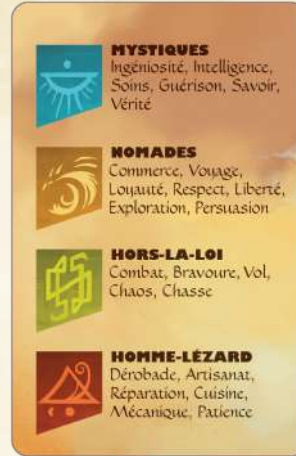 MYSTIQUES
Ingéniosité, Intelligence,
Soins, Guérison, Savoir,
Vérité
NOMADES
Commerce, Voyage,
Loyauté, Respect, Liberté,
Exploration, Persuasion
HORS-LA-LOI
Combat, Bravoure, Vol,
Chaos, Chasse
HOMME-LÉZARD
Dérobade, Artisanat,
Réparation, Cuisine,
Mécanique, Patience